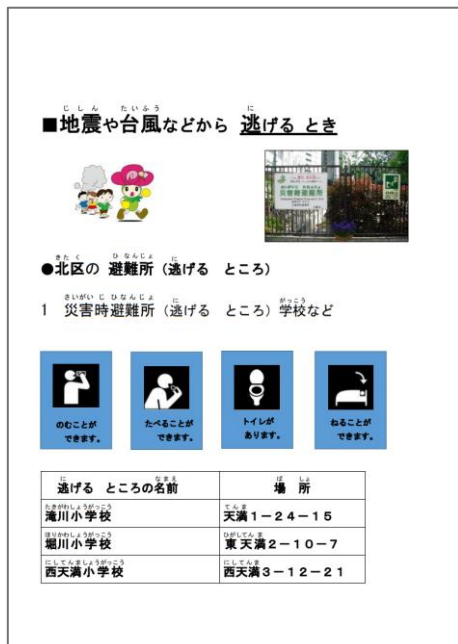 ■地震や台風などから 逃げる とき
災害時避難所
●北区の 避難所(逃げる ところ)
1 災害時避難所(逃げる ところ)学校など
のむことが
できます。
たべることが
できます。
トイレが
あります。
ねることが
できます。
逃げる ところの名前 場 所
滝川小学校 天満1-24-15
堀川小学校 東天満2-10-7
西天満小学校 西天満3-12-21